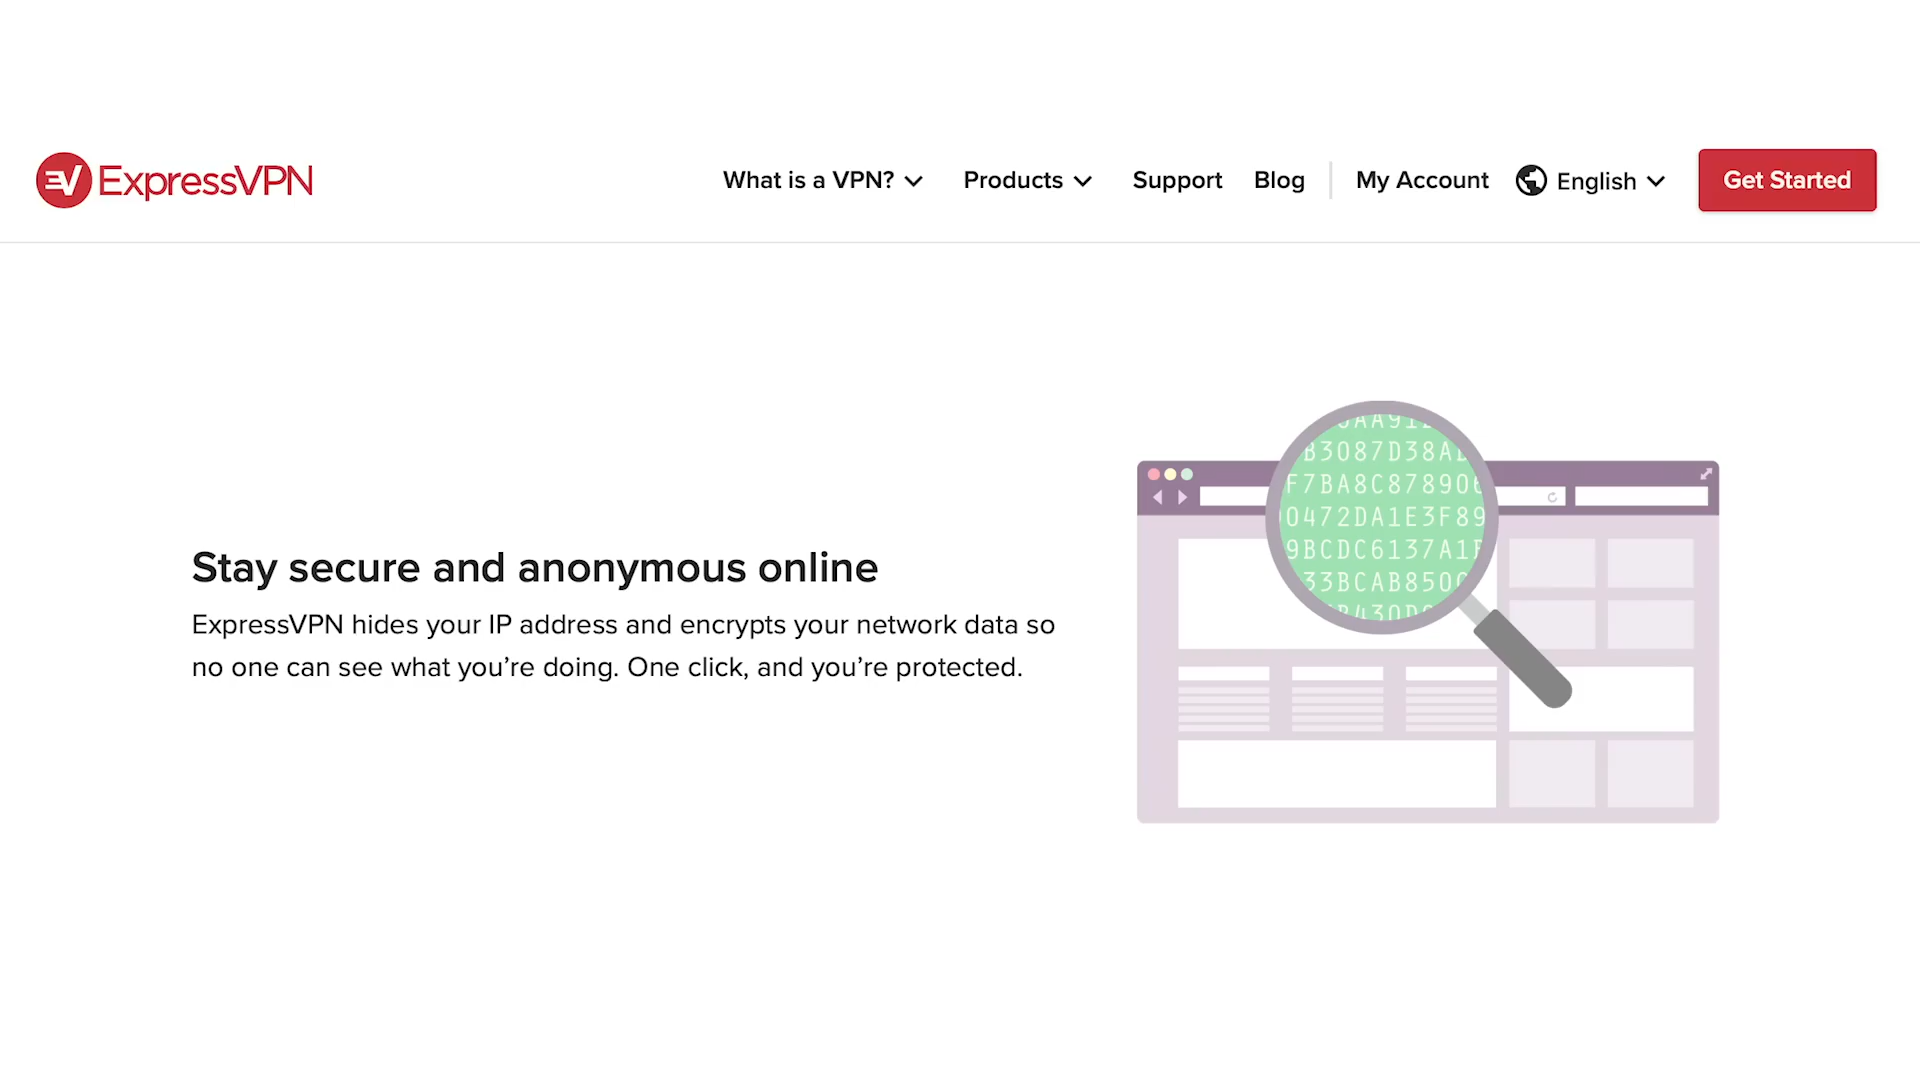 ExpressVPN
What is a VPN? Products Support Blog My Account English Get Started
Stay secure and anonymous online
ExpressVPN hides your IP address and encrypts your network data so
no one can see what you’re doing. One click, and you’re protected.
B3087D38A
F7BA8C87890
0472DA1E3F89
9BCDC6137A1
33BCAB850